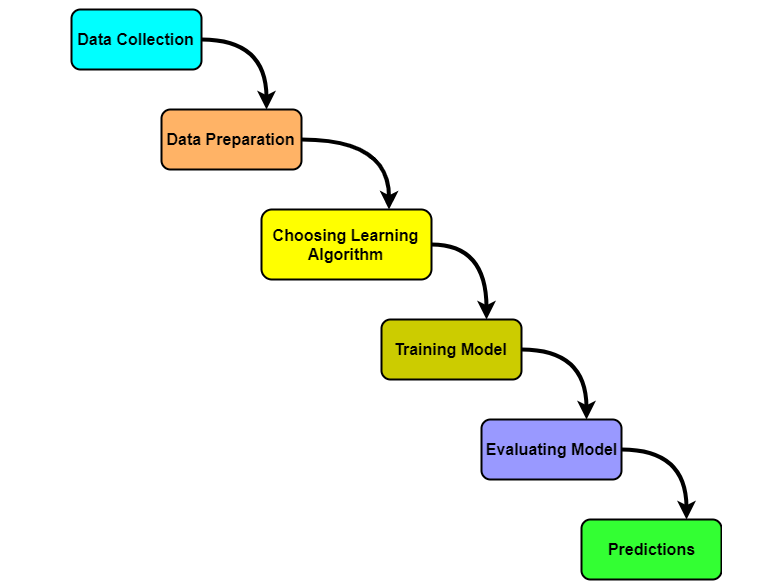 Data Collection
Data Preparation
Choosing Learning
Algorithm
Training Model
Evaluating Model
Predictions